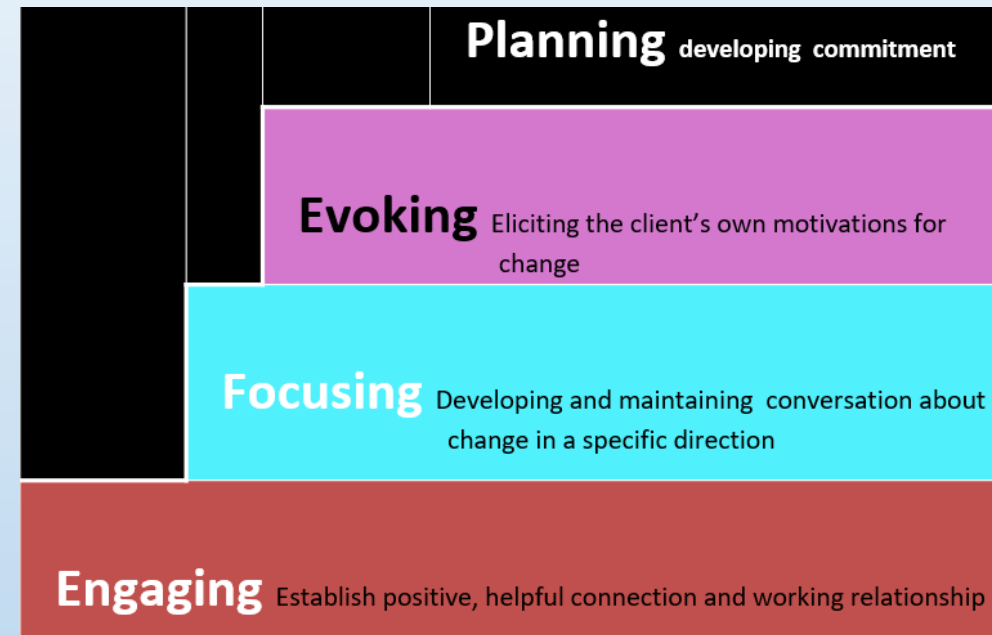 Planning developing commitment
Evoking Eliciting the client’s own motivations for
change
Focusing Developing and maintaining conversation about
change in a specific direction
Engaging Establish positive, helpful connection and working relationship